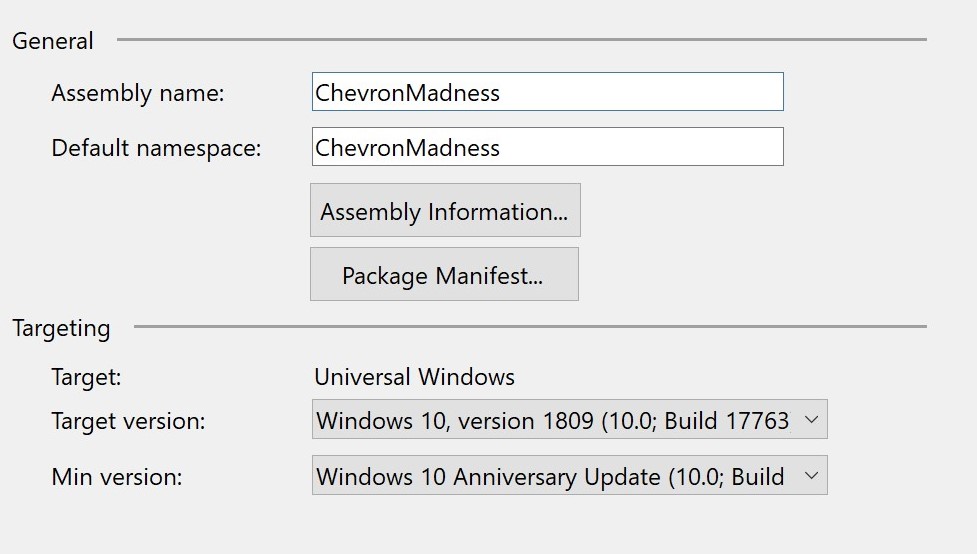 General
Assembly name: ChevronMadness
Default namespace: ChevronMadness
Assembly Information...
Package Manifest...
Targeting
Target: Universal Windows
Target version: Windows 10, version 1809 (10.0; Build 17763
Min version: Windows 10 Anniversary Update (10.0; Build